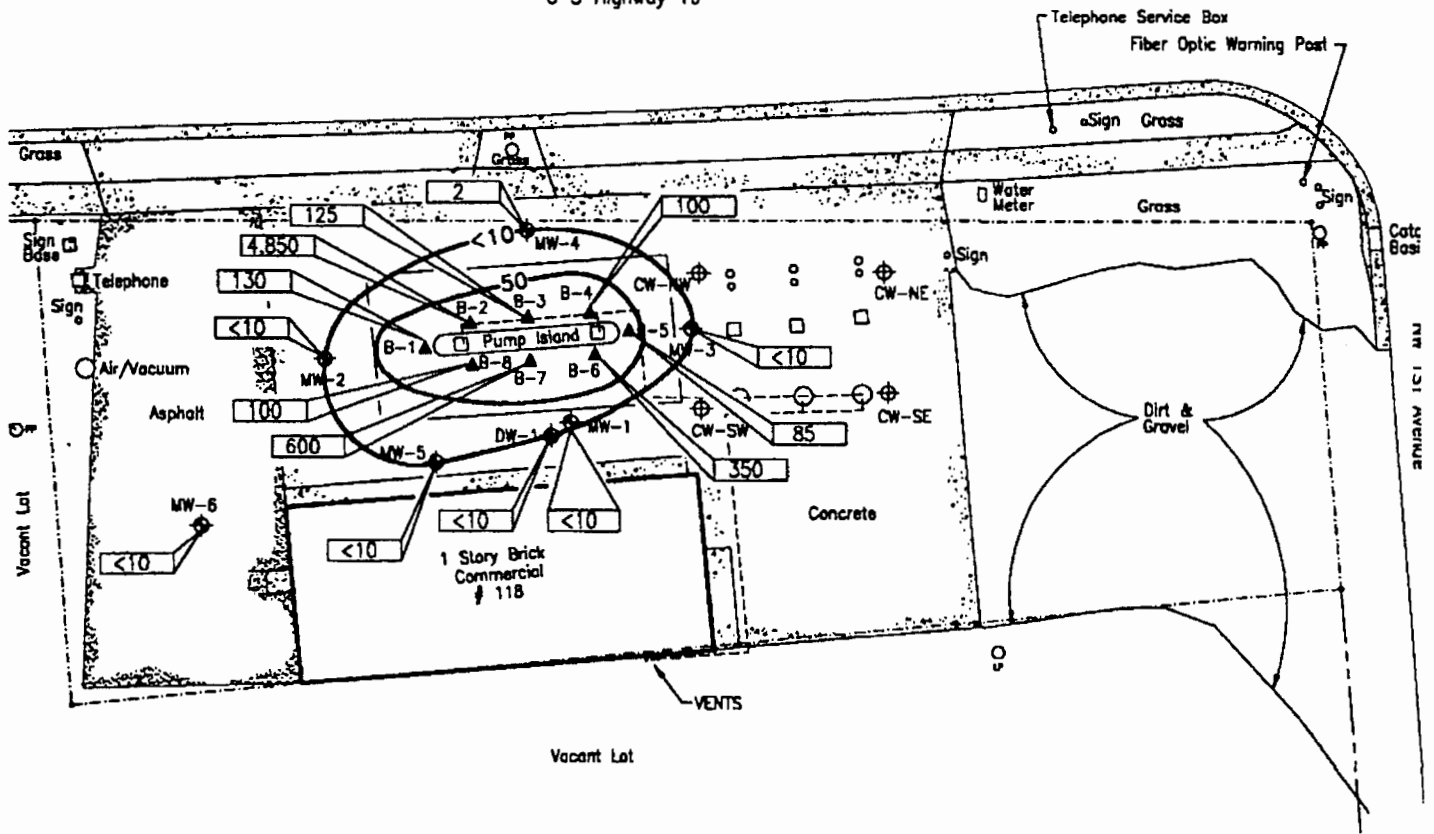 Telephone Service Box
Fiber Optic Warning Post
Sign Grass
Grass
PP
Grass
2
125
100
Water
Meter
Grass
Sign
4,850
<10
MW-4
Sign
Base
Sign
Telephone
130
50
CW-NE
B-2
B-3
B-4
Sign
<10
B-1
Pump Island
MW-3
<10
MW-2
B-8
B-7
B-6
Air/Vacuum
100
Asphalt
CW-SE
Dirt &
Gravel
DW-1
MW-1
CW-SW
85
600
MW-5
350
Vacant Lot
MW-6
<10
<10
Concrete
<10
<10
1 Story Brick
Commercial
# 118
VENTS
Vacant Lot